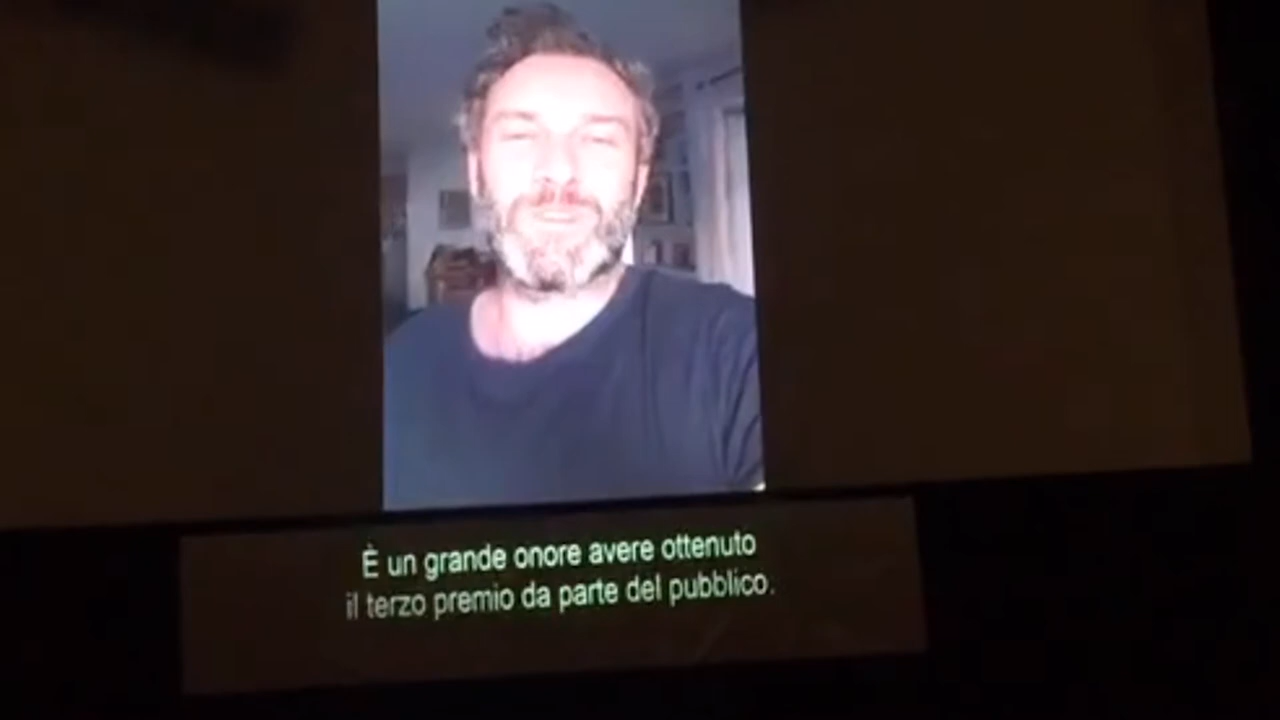 È un grande onore avere ottenuto
il terzo premio da parte del pubblico.